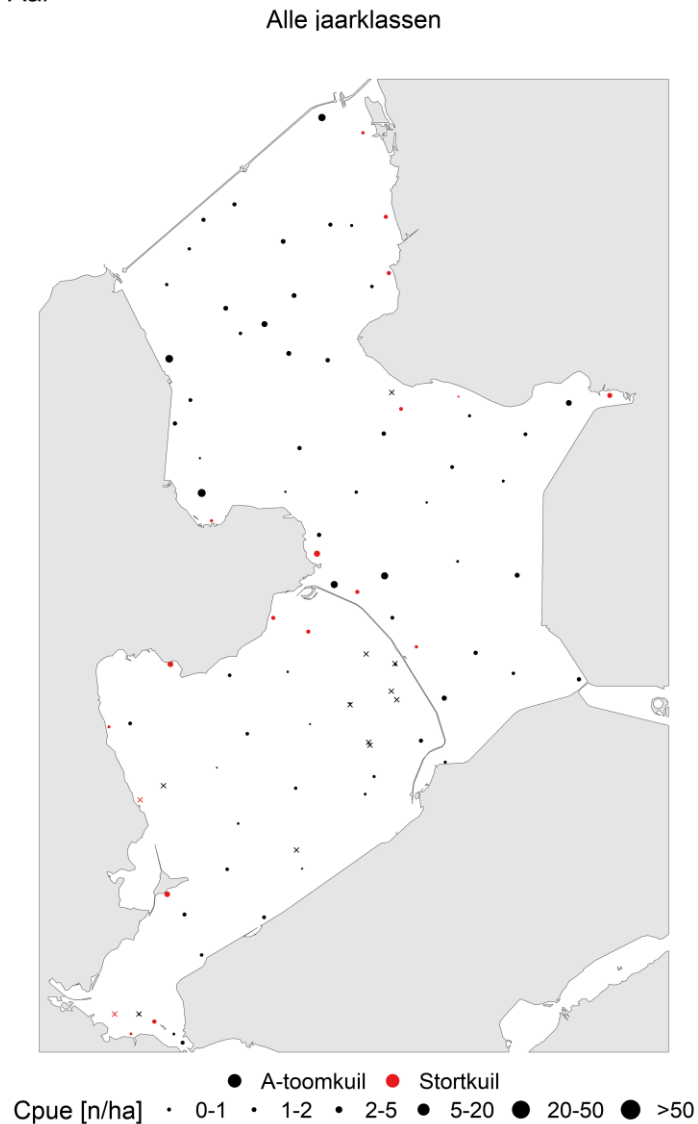 Alle jaarklassen
A-toomkuil Stortkuil
Cpue [n/ha] 0-1 1-2 2-5 5-20 20-50 >50